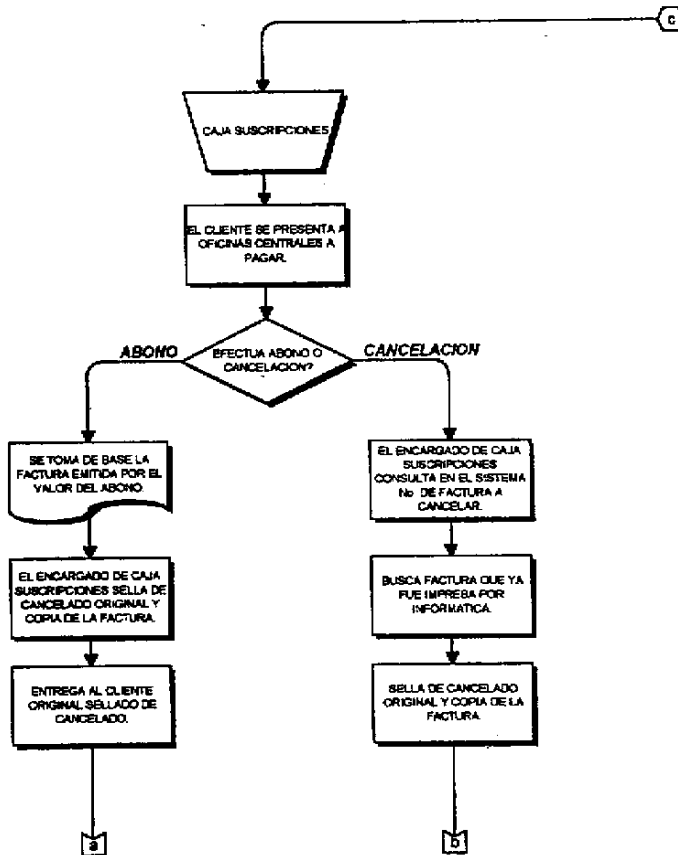 c
CAJA SUSCRIPCIONES
EL CLIENTE SE PRESENTA A
OFICINAS CENTRALES A
PAGAR.
ABONO
EFECTUA ABONO O
CANCELACION?
CANCELACION
SE TOMA DE BASE LA
FACTURA EMITIDA POR EL
VALOR DEL ABONO.
EL ENCARGADO DE CAJA
SUSCRIPCIONES
CONSULTA EN EL SISTEMA
No. DE FACTURA A
CANCELAR.
EL ENCARGADO DE CAJA
SUSCRIPCIONES SELLA DE
CANCELADO ORIGINAL Y
COPIA DE LA FACTURA.
BUSCA FACTURA QUE YA
FUE IMPRESA POR
INFORMATICA.
ENTREGA AL CLIENTE
ORIGINAL SELLADO DE
CANCELADO.
SELLA DE CANCELADO
ORIGINAL Y COPIA DE LA
FACTURA.
a
b